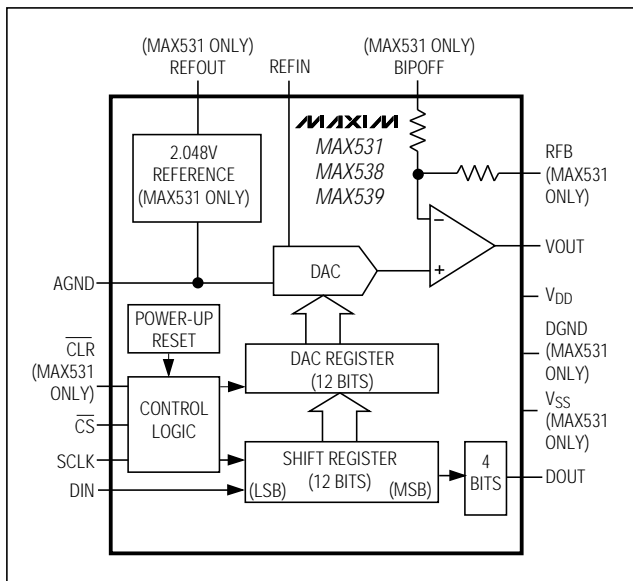 (MAX531 ONLY)
REFOUT
REFIN
(MAX531 ONLY)
BIPOFF
MAXIM
MAX531
MAX538
MAX539
2.048V
REFERENCE
(MAX531 ONLY)
RFB
(MAX531
ONLY)
−
+
VOUT
DAC
AGND
VDD
POWER-UP
RESET
DGND
(MAX531
ONLY)
CLR
(MAX531
ONLY)
DAC REGISTER
(12 BITS)
CONTROL
LOGIC
VSS
(MAX531
ONLY)
CS
SCLK
SHIFT REGISTER
(12 BITS)
(LSB)
(MSB)
4
BITS
DOUT
DIN